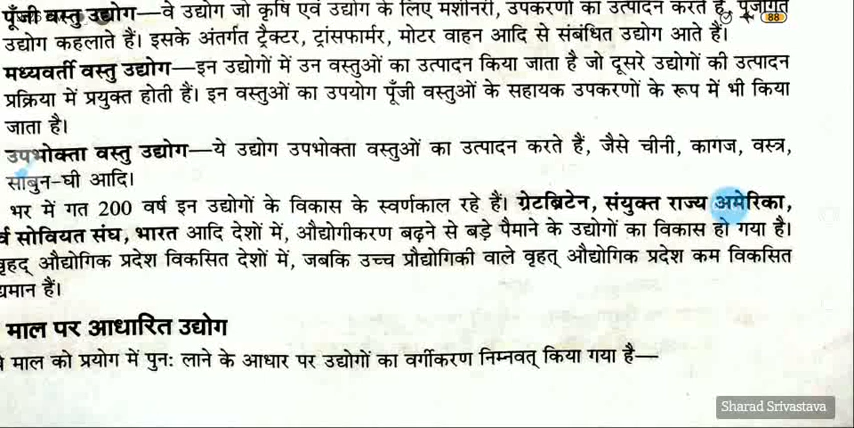 पूँजी वस्तु उद्योग—वे उद्योग जो कृषि एवं उद्योग के लिए मशीनरी, उपकरणों का उत्पादन करते हैं, पूँजीगत
88
उद्योग कहलाते हैं। इसके अंतर्गत ट्रैक्टर, ट्रांसफार्मर, मोटर वाहन आदि से संबंधित उद्योग आते हैं।
मध्यवर्ती वस्तु उद्योग—इन उद्योगों में उन वस्तुओं का उत्पादन किया जाता है जो दूसरे उद्योगों की उत्पादन
प्रक्रिया में प्रयुक्त होती हैं। इन वस्तुओं का उपयोग पूँजी वस्तुओं के सहायक उपकरणों के रूप में भी किया
जाता है।
उपभोक्ता वस्तु उद्योग—ये उद्योग उपभोक्ता वस्तुओं का उत्पादन करते हैं, जैसे चीनी, कागज, वस्त्र,
साबुन-घी आदि।
भर में गत 200 वर्ष इन उद्योगों के विकास के स्वर्णकाल रहे हैं। ग्रेटब्रिटेन, संयुक्त राज्य अमेरिका,
र्व सोवियत संघ, भारत आदि देशों में, औद्योगीकरण बढ़ने से बड़े पैमाने के उद्योगों का विकास हो गया है।
वृहद् औद्योगिक प्रदेश विकसित देशों में, जबकि उच्च प्रौद्योगिकी वाले वृहत् औद्योगिक प्रदेश कम विकसित
द्यमान हैं।
माल पर आधारित उद्योग
माल को प्रयोग में पुन: लाने के आधार पर उद्योगों का वर्गीकरण निम्नवत् किया गया है—
Sharad Srivastava